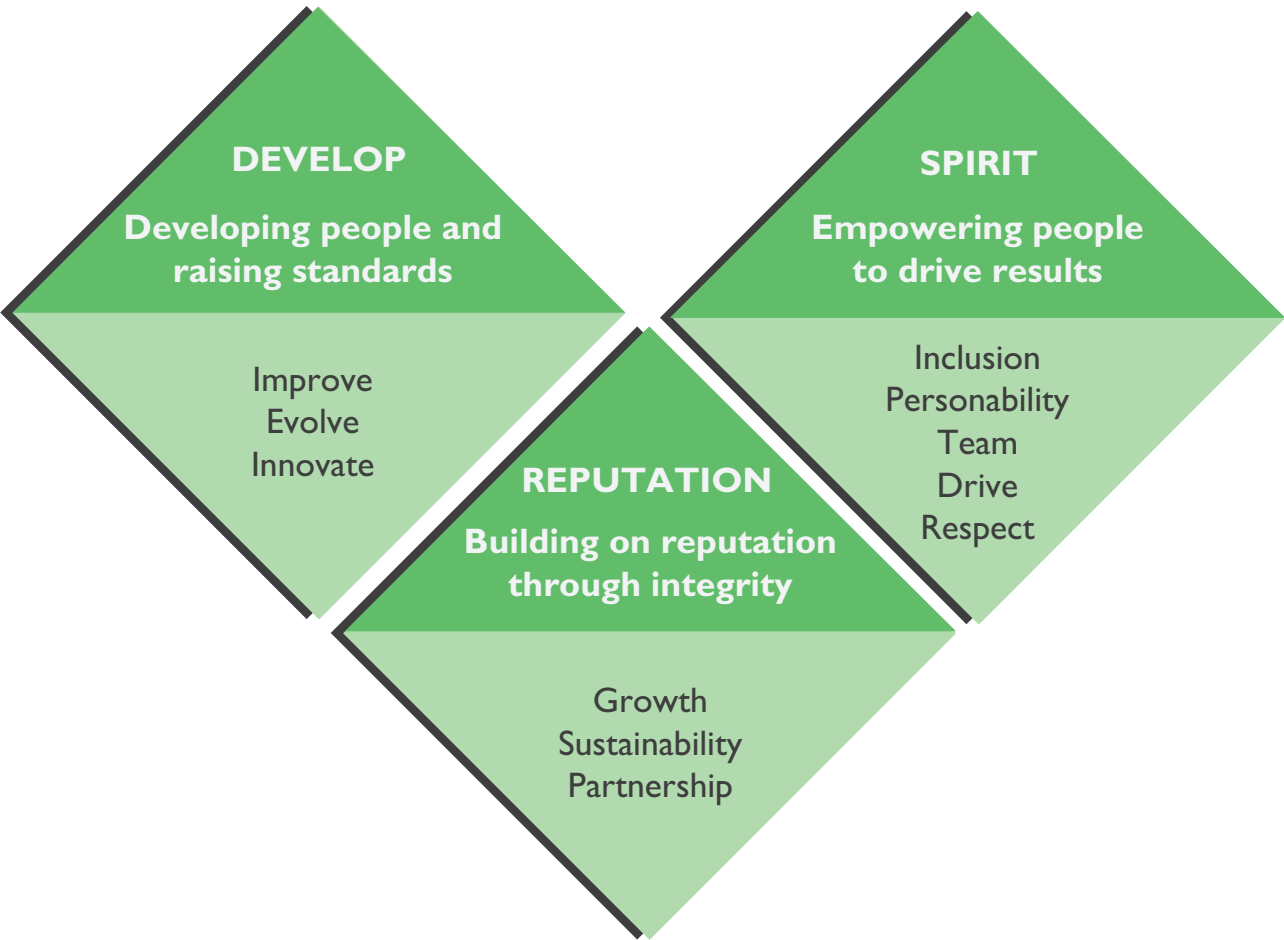 DEVELOP
Developing people and
raising standards
Improve
Evolve
Innovate
SPIRIT
Empowering people
to drive results
Inclusion
Personability
Team
Drive
Respect
REPUTATION
Building on reputation
through integrity
Growth
Sustainability
Partnership